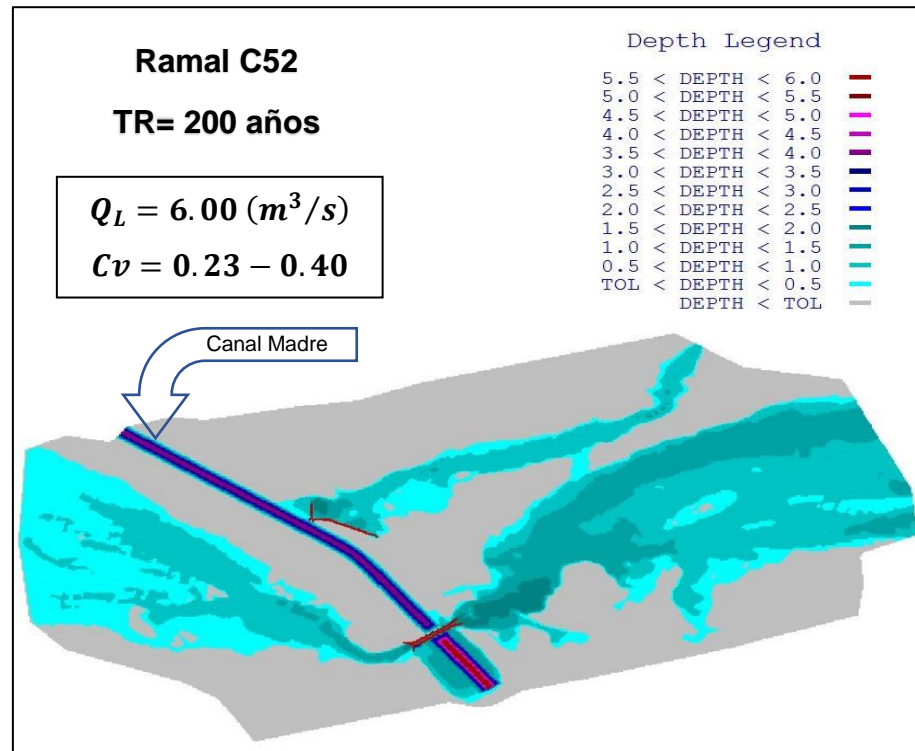 Ramal C52
TR= 200 años
Q_L = 6.00 (m³/s)
Cv = 0.23 − 0.40
Canal Madre
Depth Legend
5.5 < DEPTH < 6.0
5.0 < DEPTH < 5.5
4.5 < DEPTH < 5.0
4.0 < DEPTH < 4.5
3.5 < DEPTH < 4.0
3.0 < DEPTH < 3.5
2.5 < DEPTH < 3.0
2.0 < DEPTH < 2.5
1.5 < DEPTH < 2.0
1.0 < DEPTH < 1.5
0.5 < DEPTH < 1.0
TOL < DEPTH < 0.5
DEPTH < TOL